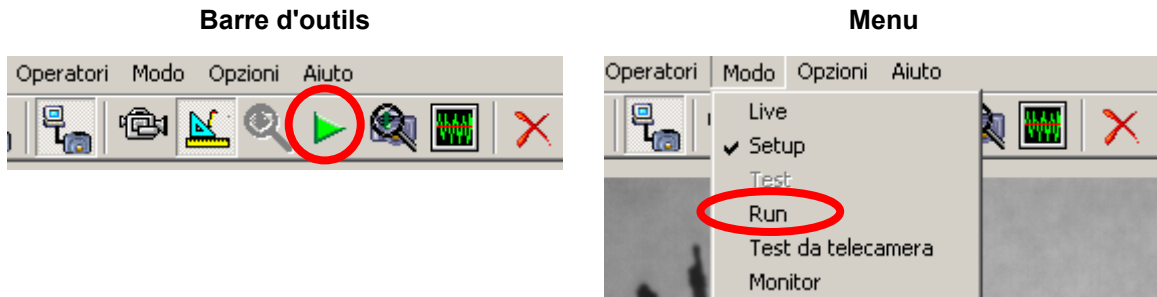 Barre d'outils
Menu
Operatori Modo Opzioni Aiuto
Operatori Modo Opzioni Aiuto
Live
Setup
Test
Run
Test da telecamera
Monitor